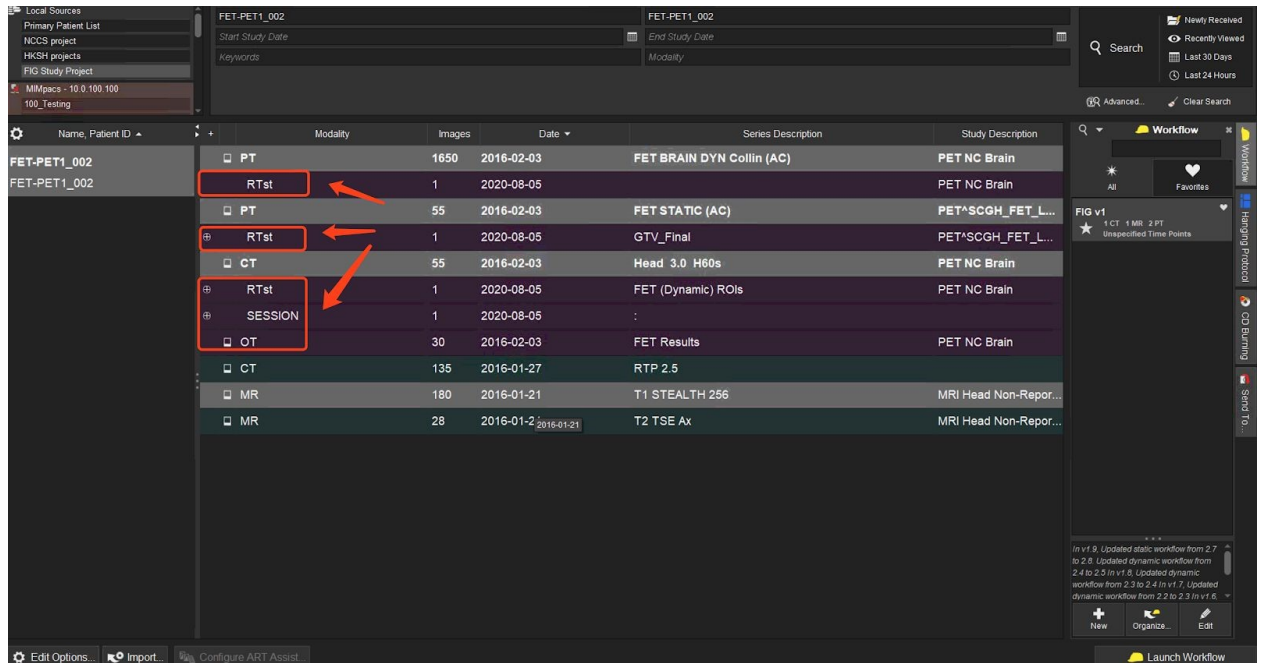 Local Sources
Primary Patient List
NCCS project
HKSH projects
FIG Study Project
MIMpacs - 10.0.100.100
100_Testing
FET-PET1_002 FET-PET1_002
Start Study Date End Study Date
Keywords Modality
Search
Newly Received
Recently Viewed
Last 30 Days
Last 24 Hours
Advanced... Clear Search
Name, Patient ID
FET-PET1_002
FET-PET1_002
+ Modality Images Date Series Description Study Description
PT 1650 2016-02-03 FET BRAIN DYN Collin (AC) PET NC Brain
RTst 1 2020-08-05 PET NC Brain
PT 55 2016-02-03 FET STATIC (AC) PET^SCGH_FET_L...
RTst 1 2020-08-05 GTV_Final PET^SCGH_FET_L...
CT 55 2016-02-03 Head 3.0 H60s PET NC Brain
RTst 1 2020-08-05 FET (Dynamic) ROIs PET NC Brain
SESSION 1 2020-08-05 :
OT 30 2016-02-03 FET Results PET NC Brain
CT 135 2016-01-27 RTP 2.5
MR 180 2016-01-21 T1 STEALTH 256 MRI Head Non-Repor...
MR 28 2016-01-2 T2 TSE Ax MRI Head Non-Repor...
2016-01-21
Workflow
All Favorites
FIG v1
1 CT 1 MR 2 PT
Unspecified Time Points
In v1.9, Updated static workflow from 2.7
to 2.8. Updated dynamic workflow from
2.4 to 2.5 In v1.8, Updated dynamic
workflow from 2.3 to 2.4 In v1.7, Updated
dynamic workflow from 2.2 to 2.3 In v1.6,
New Organize... Edit
Workflow
Hanging Protocol
CD Burning
Send To...
Edit Options... Import... Configure ART Assist... Launch Workflow